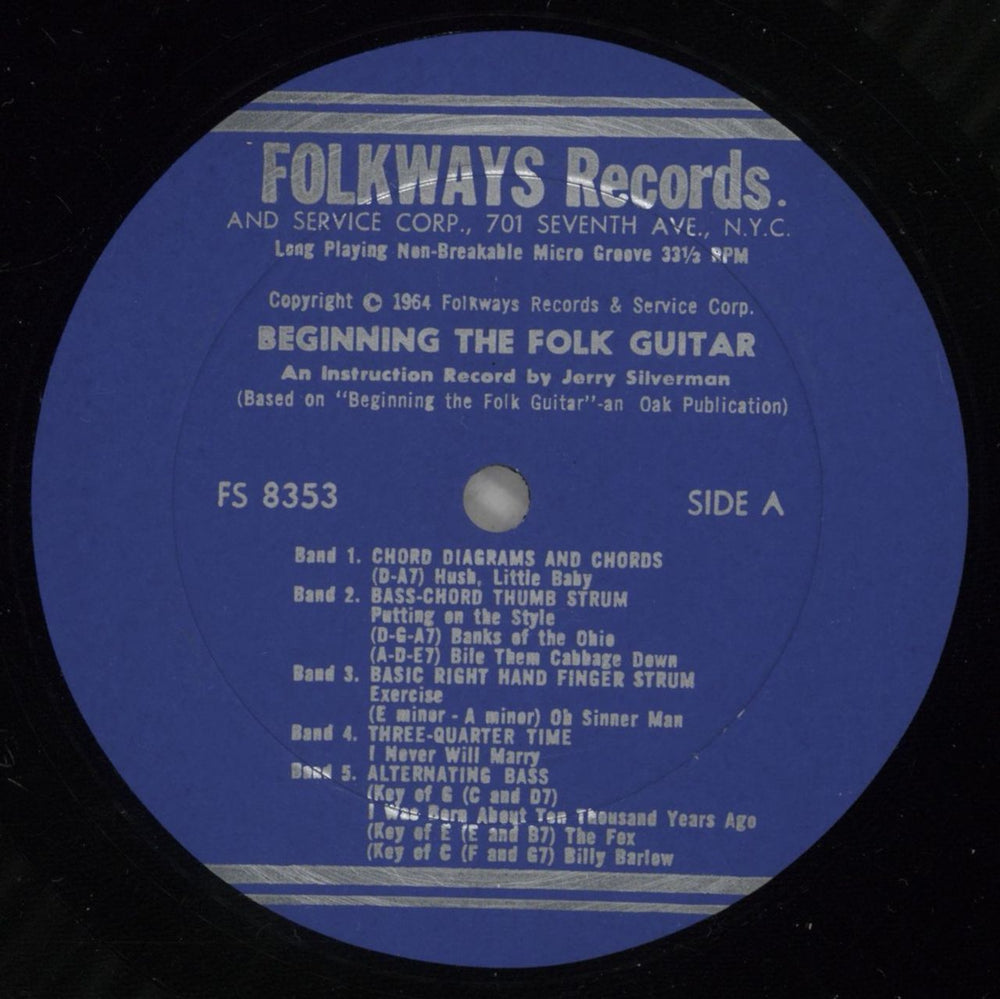 FOLKWAYS Records.
AND SERVICE CORP., 701 SEVENTH AVE., N.Y.C.
Long Playing Non-Breakable Micro Groove 33⅓ RPM
Copyright © 1964 Folkways Records & Service Corp.
BEGINNING THE FOLK GUITAR
An Instruction Record by Jerry Silverman
(Based on "Beginning the Folk Guitar"-an Oak Publication)
FS 8353
SIDE A
Band 1. CHORD DIAGRAMS AND CHORDS
(D-A7) Hush, Little Baby
Band 2. BASS-CHORD THUMB STRUM
Putting on the Style
(D-G-A7) Banks of the Ohio
(A-D-E7) Bile Them Cabbage Down
Band 3. BASIC RIGHT HAND FINGER STRUM
Exercise
(E minor - A minor) Oh Sinner Man
Band 4. THREE-QUARTER TIME
I Never Will Marry
Band 5. ALTERNATING BASS
(Key of G (C and D7)
I Was Born About Ten Thousand Years Ago
(Key of E (E and B7) The Fox
(Key of C (F and G7) Billy Barlow